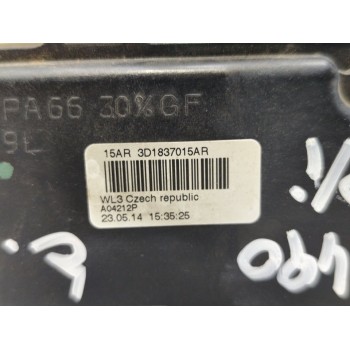 PA66 30%GF
9L
15AR 3D1837015AR
WL3 Czech republic
A04212P
23.05.14 15:35:25